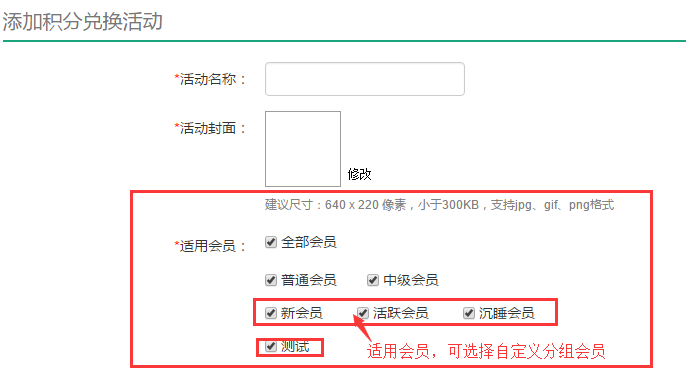 添加积分兑换活动
*活动名称：
*活动封面：
修改
建议尺寸：640 x 220 像素，小于300KB，支持jpg、gif、png格式
*适用会员： 全部会员
普通会员 中级会员
新会员 活跃会员 沉睡会员
测试
适用会员，可选择自定义分组会员